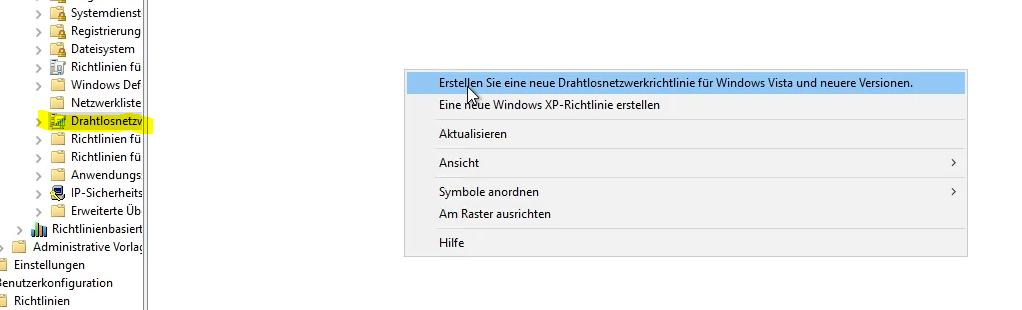 Systemdienst
Registrierung
Dateisystem
Richtlinien fü
Windows Def
Netzwerkliste
Drahtlosnetzw
Richtlinien fü
Richtlinien fü
Anwendungs
IP-Sicherheits
Erweiterte Üb
Richtlinienbasiert
Administrative Vorlag
Einstellungen
Benutzerkonfiguration
Richtlinien
Erstellen Sie eine neue Drahtlosnetzwerkrichtlinie für Windows Vista und neuere Versionen.
Eine neue Windows XP-Richtlinie erstellen
Aktualisieren
Ansicht
Symbole anordnen
Am Raster ausrichten
Hilfe